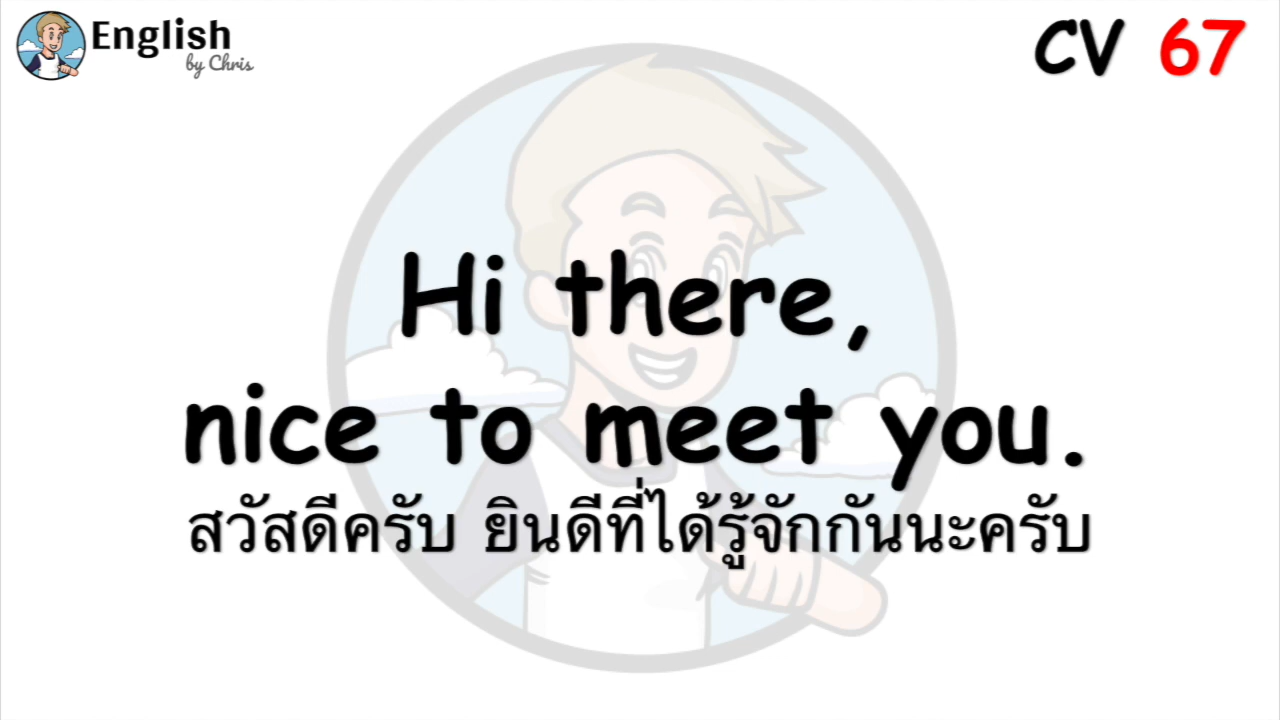 English
by Chris
CV 67
Hi there,
nice to meet you.
สวัสดีครับ ยินดีที่ได้รู้จักกันนะครับ